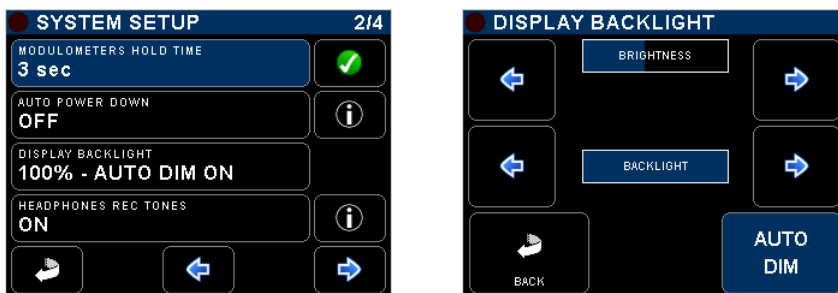 SYSTEM SETUP 2/4
MODULOMETERS HOLD TIME
3 sec
AUTO POWER DOWN
OFF
DISPLAY BACKLIGHT
100% - AUTO DIM ON
HEADPHONES REC TONES
ON
DISPLAY BACKLIGHT
BRIGHTNESS
BACKLIGHT
BACK
AUTO
DIM